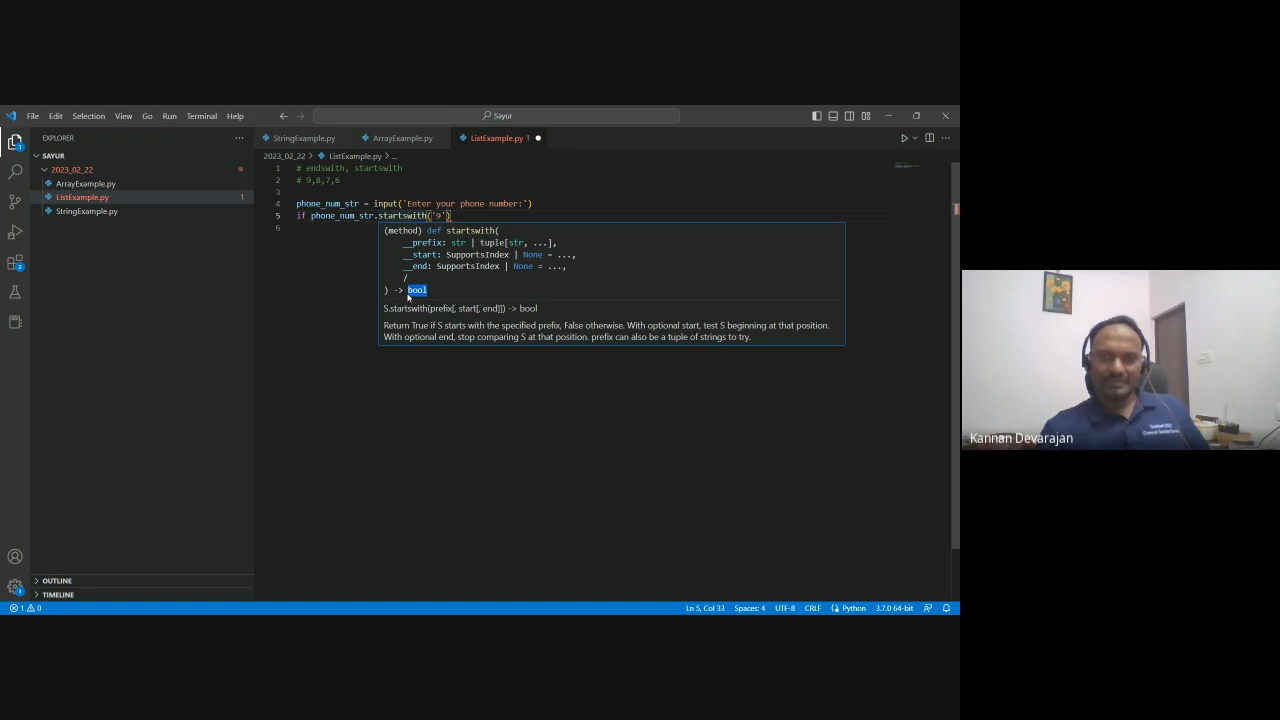 File Edit Selection View Go Run Terminal Help
Sayur
EXPLORER
StringExample.py
ArrayExample.py
ListExample.py 1
SAYUR
2023_02_22
ArrayExample.py
ListExample.py 1
StringExample.py
2023_02_22 > ListExample.py > ...
1 # endswith, startswith
2 # 9,8,7,6
3
4 phone_num_str = input('Enter your phone number:')
5 if phone_num_str.startswith('9')
6
(method) def startswith(
__prefix: str | tuple[str, ...],
__start: SupportsIndex | None = ...,
__end: SupportsIndex | None = ...,
/
) -> bool
S.startswith(prefix[, start[, end]]) -> bool
Return True if S starts with the specified prefix, False otherwise. With optional start, test S beginning at that position.
With optional end, stop comparing S at that position. prefix can also be a tuple of strings to try.
1
2
1
OUTLINE
TIMELINE
1 0
Ln 5, Col 33 Spaces: 4 UTF-8 CRLF Python 3.7.0 64-bit
Kannan Devarajan